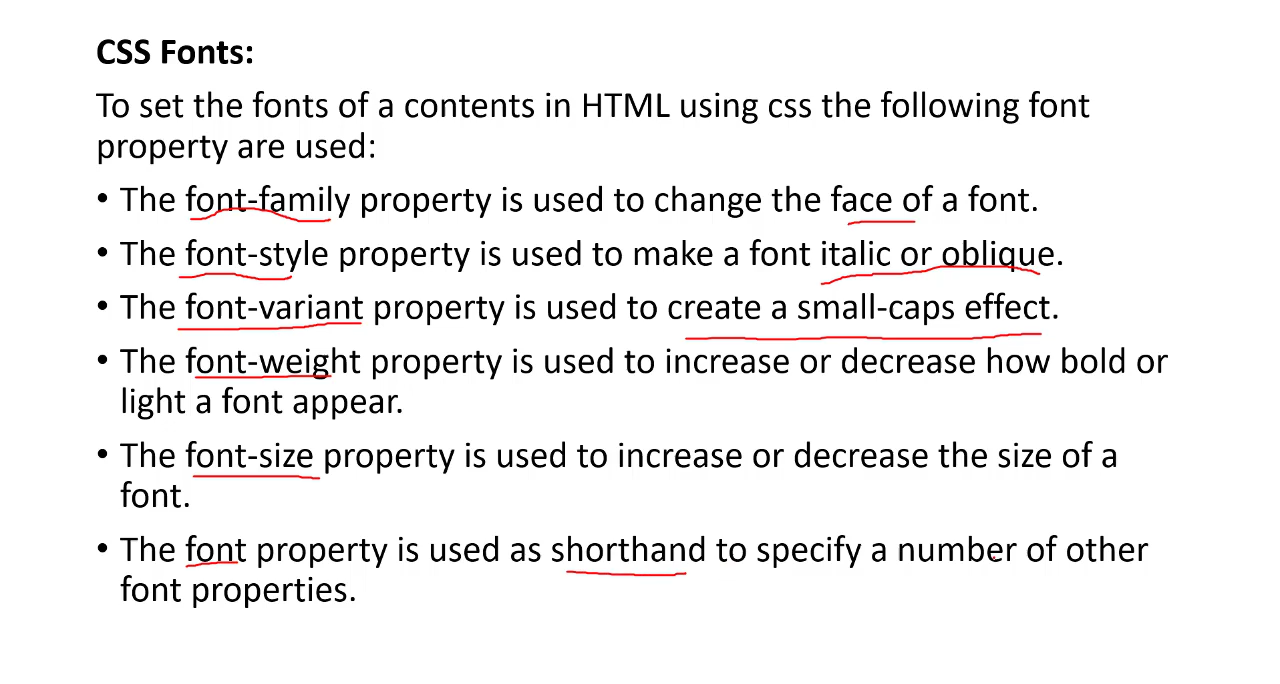 CSS Fonts:
To set the fonts of a contents in HTML using css the following font
property are used:
• The font-family property is used to change the face of a font.
• The font-style property is used to make a font italic or oblique.
• The font-variant property is used to create a small-caps effect.
• The font-weight property is used to increase or decrease how bold or
light a font appear.
• The font-size property is used to increase or decrease the size of a
font.
• The font property is used as shorthand to specify a number of other
font properties.